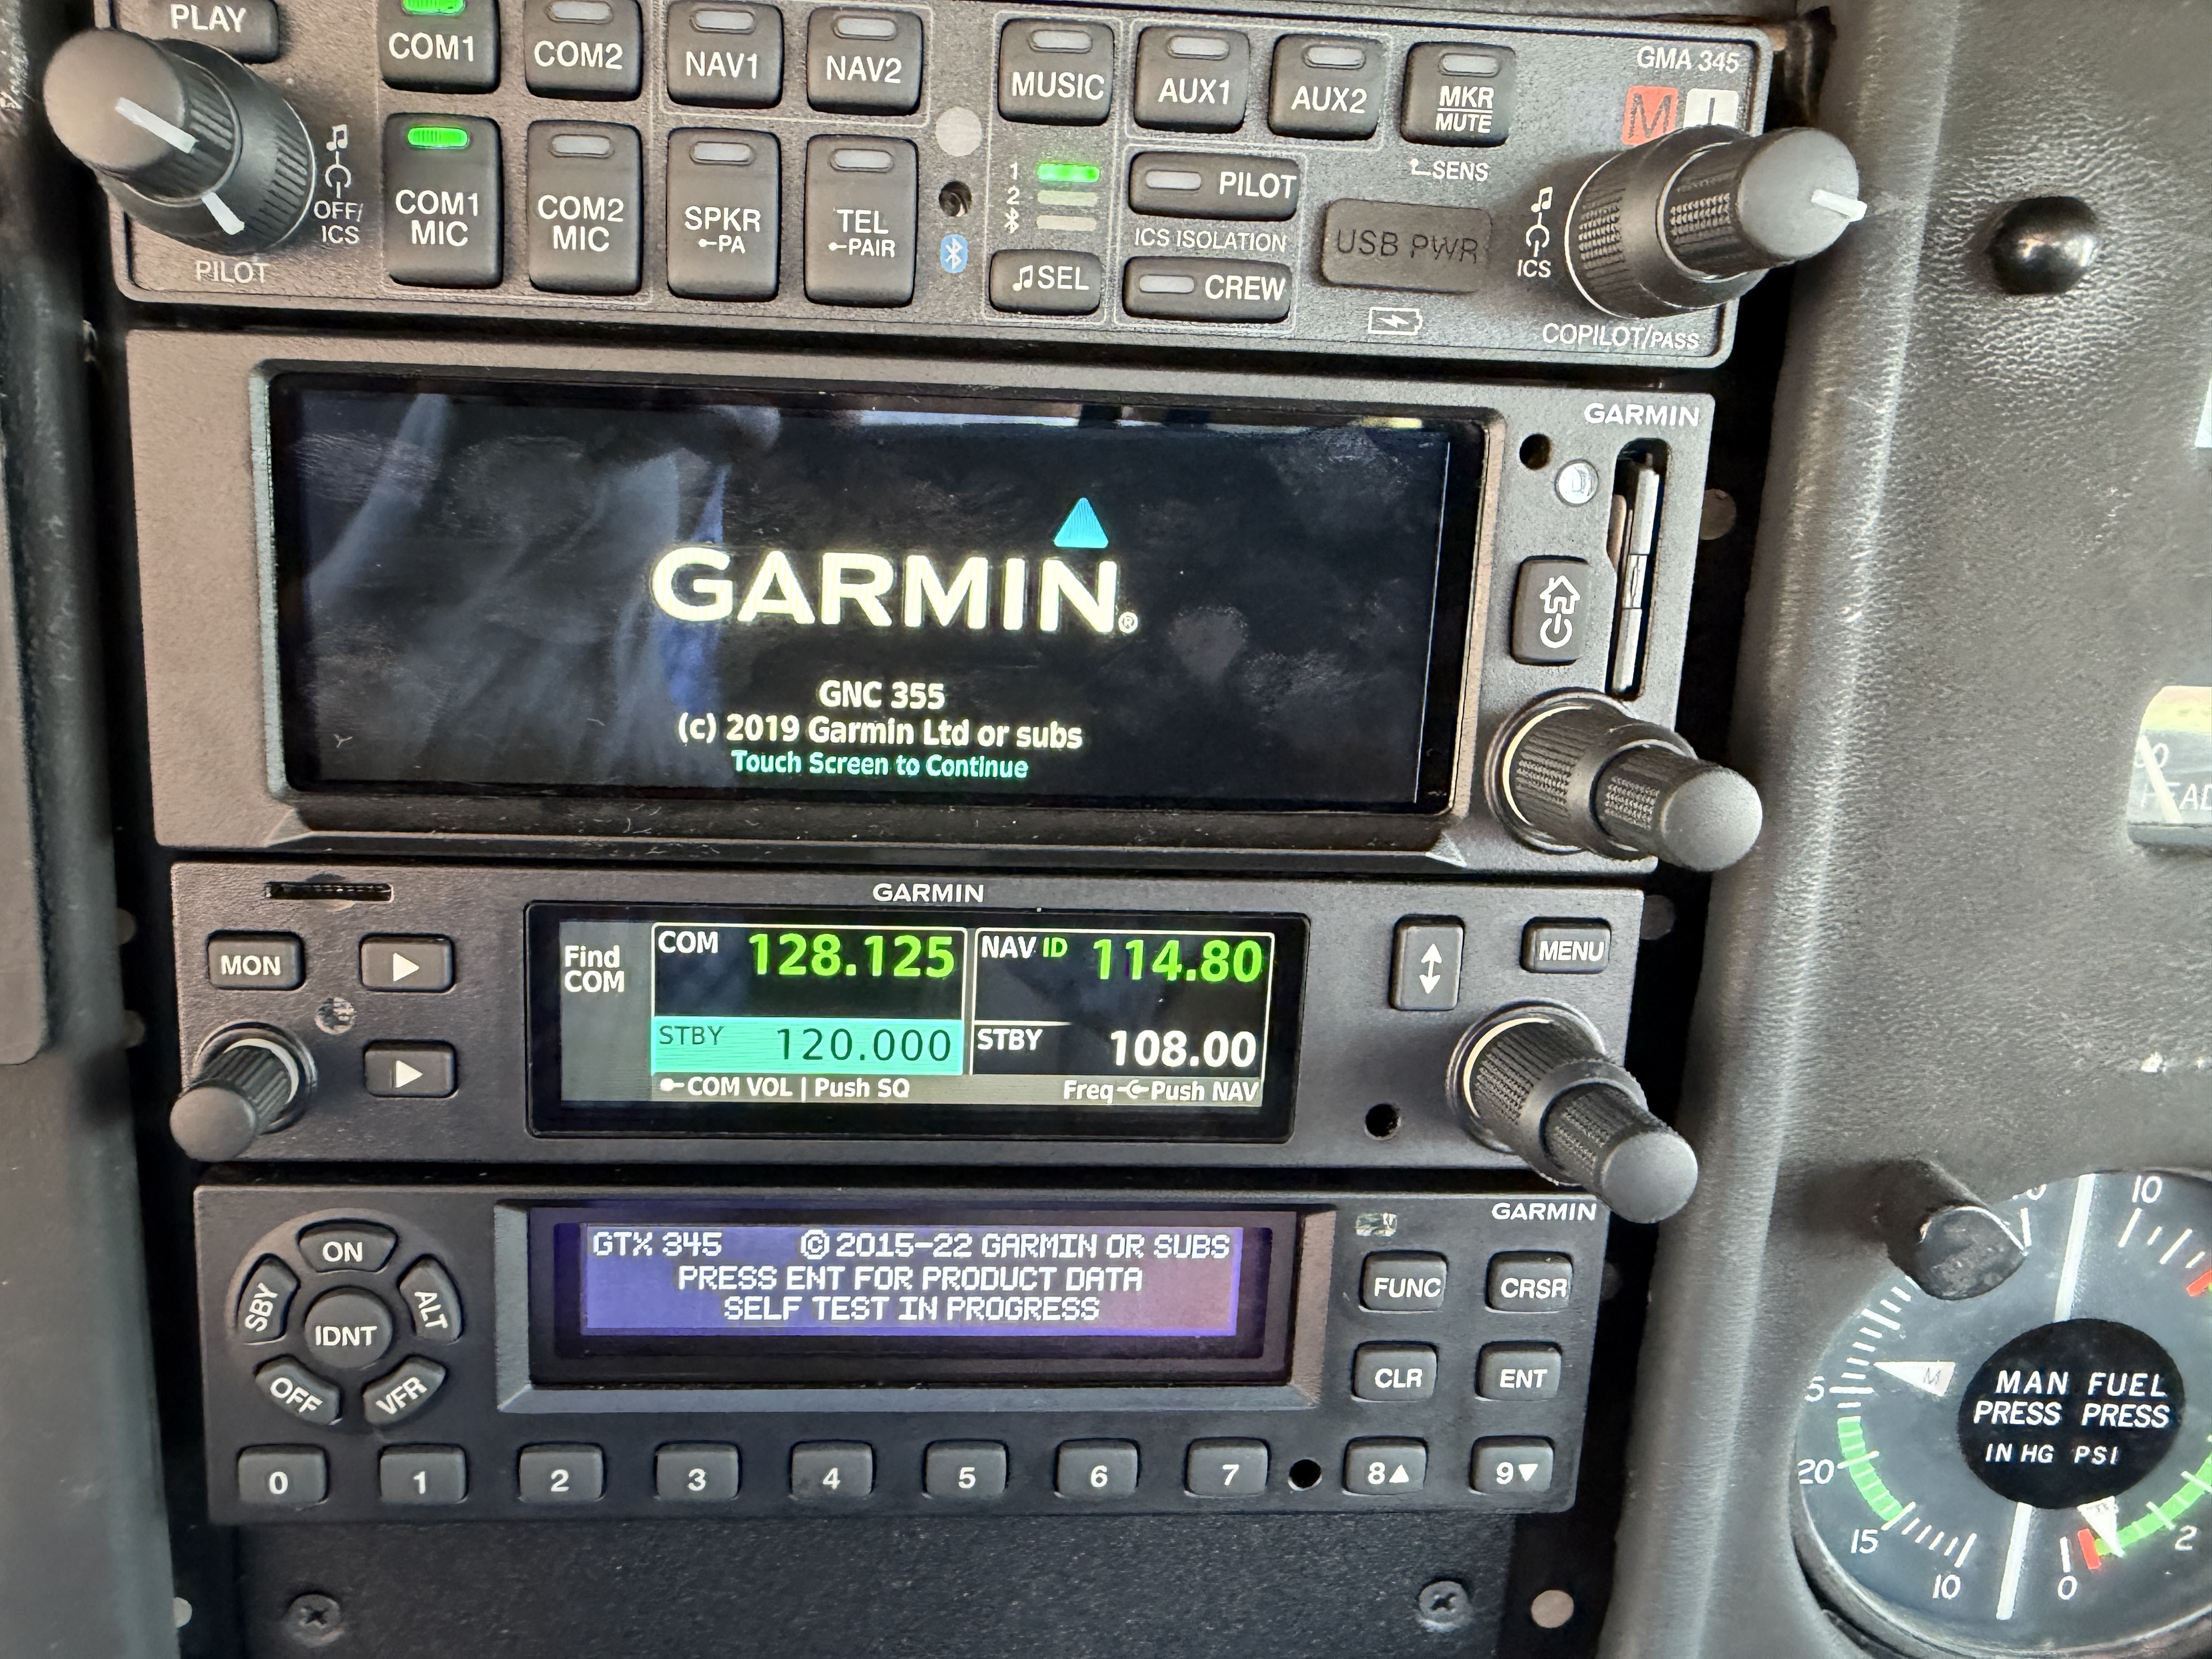 PLAY
COM1
COM2
NAV1
NAV2
MUSIC
AUX1
AUX2
MKR
MUTE
GMA 345
M
SENS
OFF/
ICS
PILOT
COM1
MIC
COM2
MIC
SPKR
PA
TEL
PAIR
1
2
SEL
PILOT
ICS ISOLATION
CREW
USB PWR
ICS
COPILOT/PASS
GARMIN
GARMIN®
GNC 355
(c) 2019 Garmin Ltd or subs
Touch Screen to Continue
GARMIN
MON
Find
COM
COM 128.125
NAV ID 114.80
STBY 120.000
STBY 108.00
COM VOL | Push SQ
Freq Push NAV
MENU
GARMIN
ON
SBY
ALT
IDNT
OFF
VFR
GTX 345 © 2015-22 GARMIN OR SUBS
PRESS ENT FOR PRODUCT DATA
SELF TEST IN PROGRESS
FUNC
CRSR
CLR
ENT
0 1 2 3 4 5 6 7 8▲ 9▼
10
MAN FUEL
PRESS PRESS
IN HG PSI
M
20
15
10
0
2